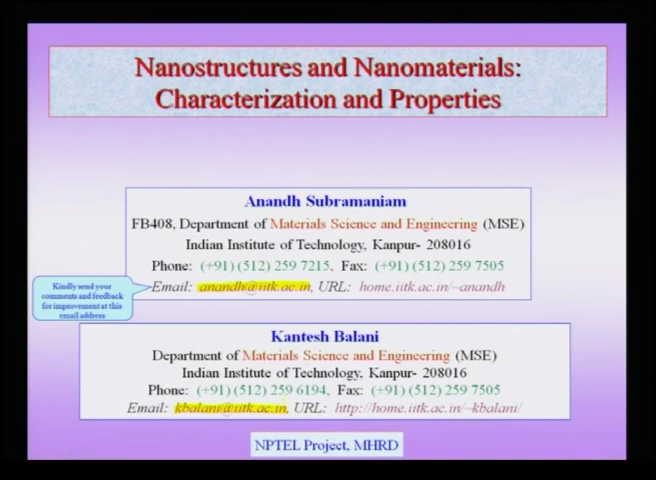 Nanostructures and Nanomaterials:
Characterization and Properties
Anandh Subramaniam
FB408, Department of Materials Science and Engineering (MSE)
Indian Institute of Technology, Kanpur- 208016
Phone: (+91) (512) 259 7215, Fax: (+91) (512) 259 7505
Email: anandh@iitk.ac.in, URL: home.iitk.ac.in/~anandh
Kindly send your
comments and feedback
for improvement at this
email address
Kantesh Balani
Department of Materials Science and Engineering (MSE)
Indian Institute of Technology, Kanpur- 208016
Phone: (+91) (512) 259 6194, Fax: (+91) (512) 259 7505
Email: kbalani@iitk.ac.in, URL: http://home.iitk.ac.in/~kbalani/
NPTEL Project, MHRD